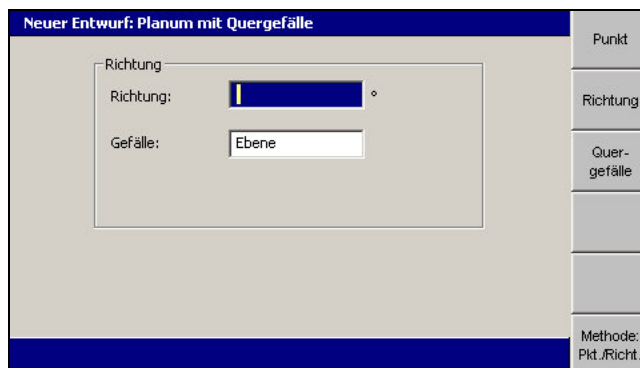 Neuer Entwurf: Planum mit Quergefälle
Richtung
Richtung:
°
Gefälle:
Ebene
Punkt
Richtung
Quer-
gefälle
Methode:
Pkt./Richt.